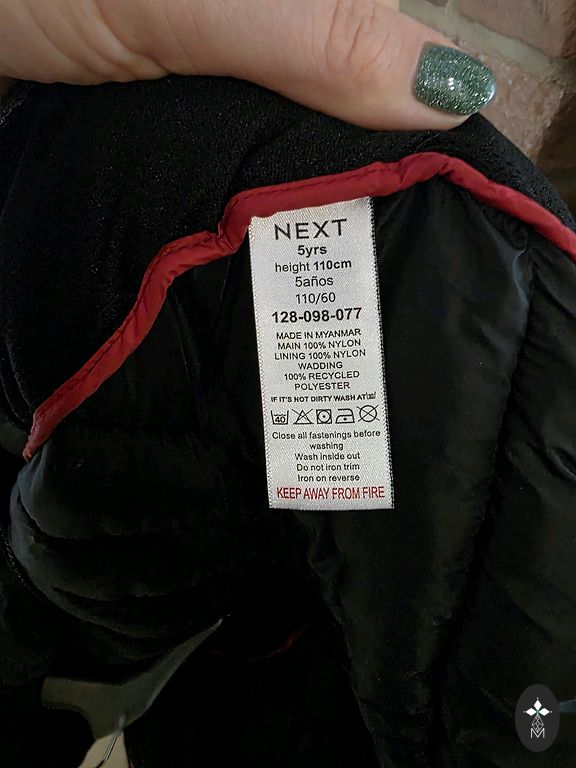 NEXT
5yrs
height 110cm
5años
110/60
128-098-077
MADE IN MYANMAR
MAIN 100% NYLON
LINING 100% NYLON
WADDING
100% RECYCLED
POLYESTER
IF IT'S NOT DIRTY WASH AT
40
Close all fastenings before
washing
Wash inside out
Do not iron trim
Iron on reverse
KEEP AWAY FROM FIRE
M